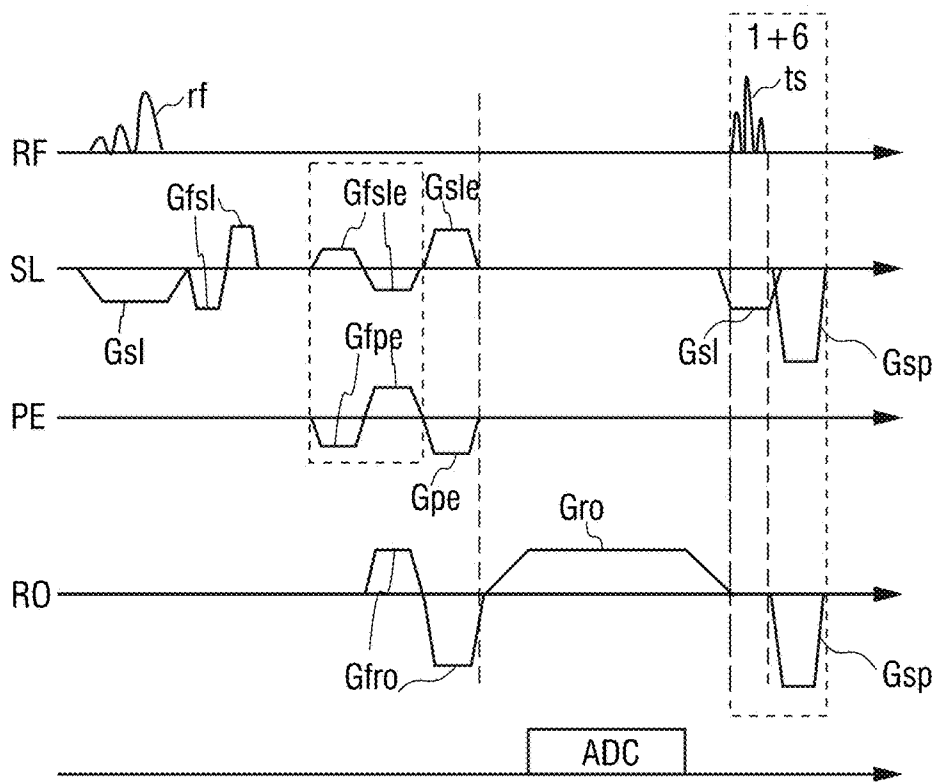 1+6
ts
rf
RF
Gfsl
Gfsle
Gsle
SL
Gsl
Gfpe
Gsl
Gsp
PE
Gpe
Gro
RO
Gfro
Gsp
ADC